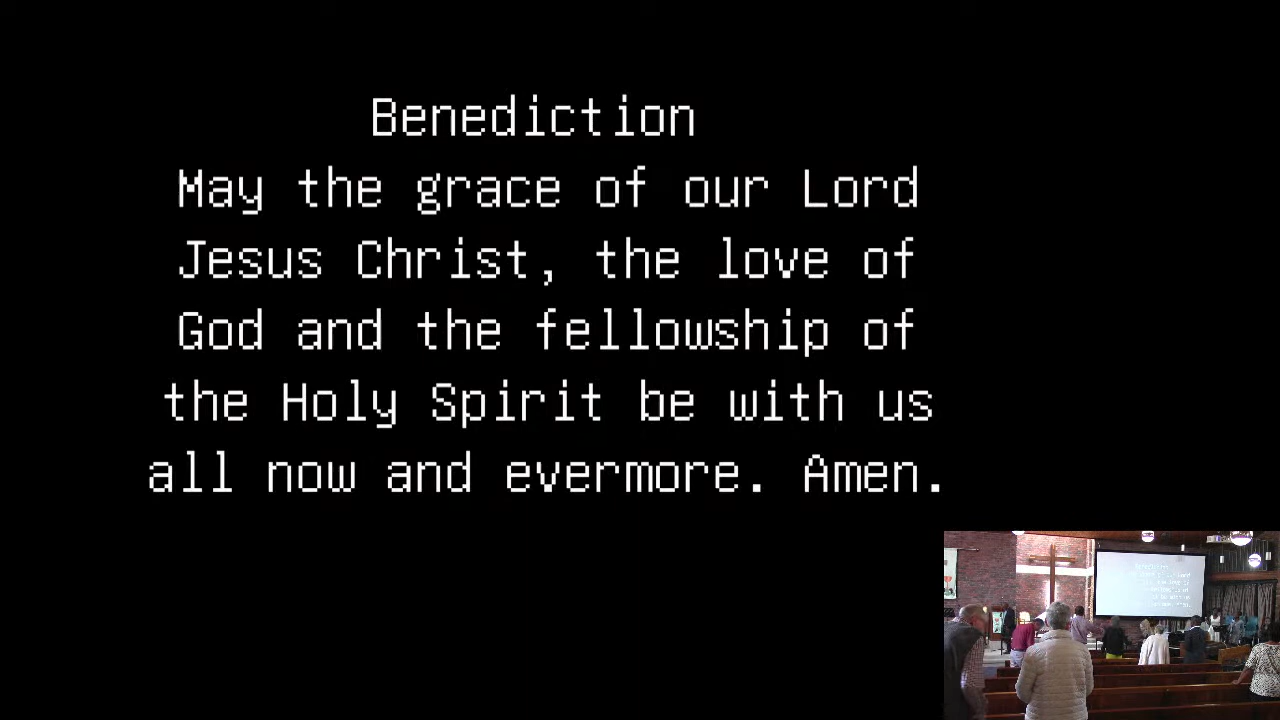 Benediction
May the grace of our Lord
Jesus Christ, the love of
God and the fellowship of
the Holy Spirit be with us
all now and evermore. Amen.